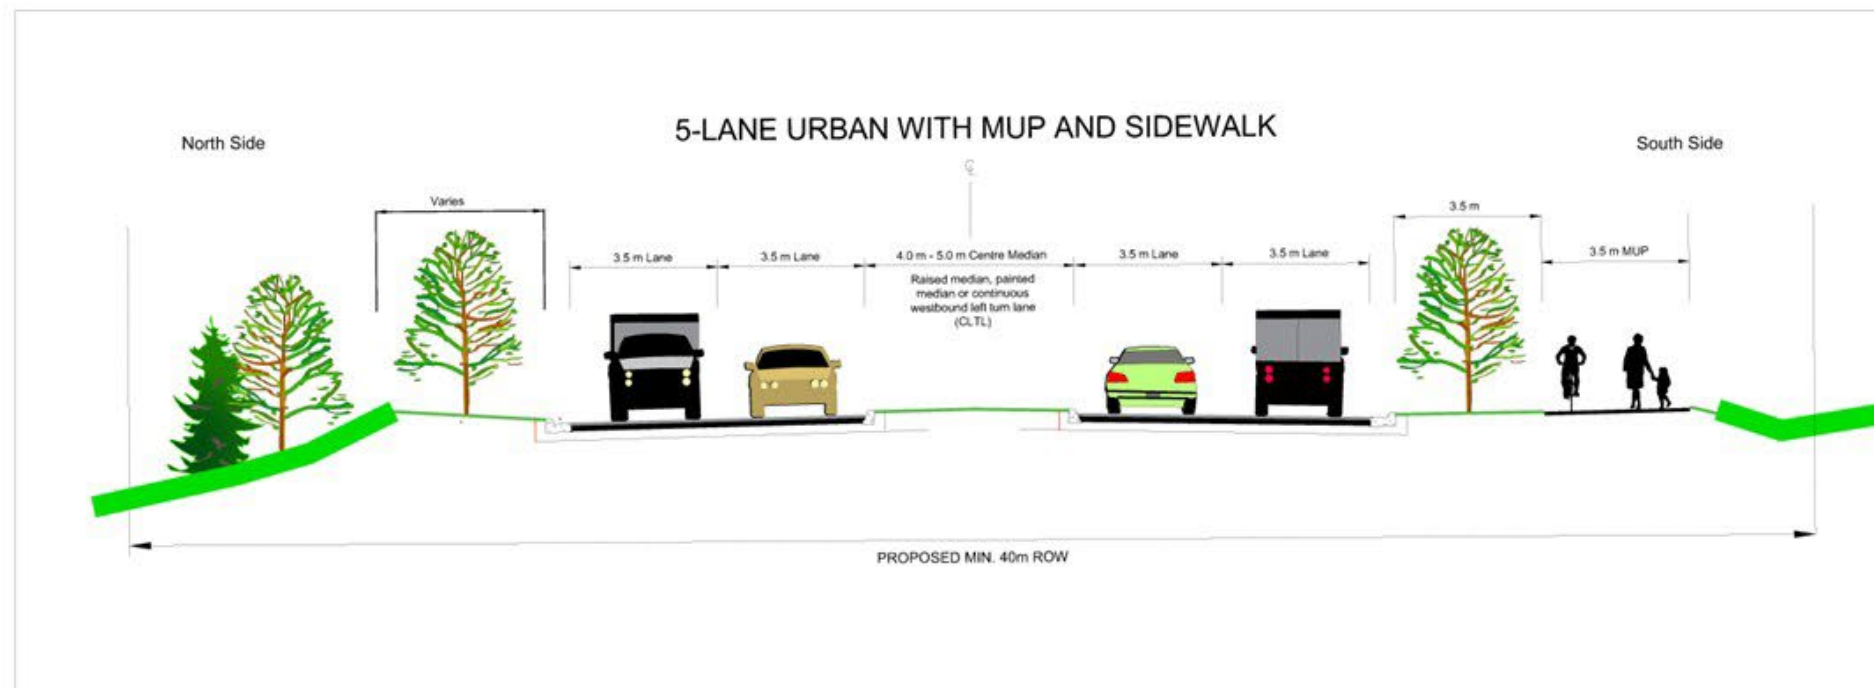 5-LANE URBAN WITH MUP AND SIDEWALK
North Side
South Side
Varies
3.5 m
3.5 m Lane
3.5 m Lane
4.0 m - 5.0 m Centre Median
3.5 m Lane
3.5 m Lane
3.5 m MUP
Raised median, painted
median or continuous
westbound left turn lane
(CLTL)
PROPOSED MIN. 40m ROW